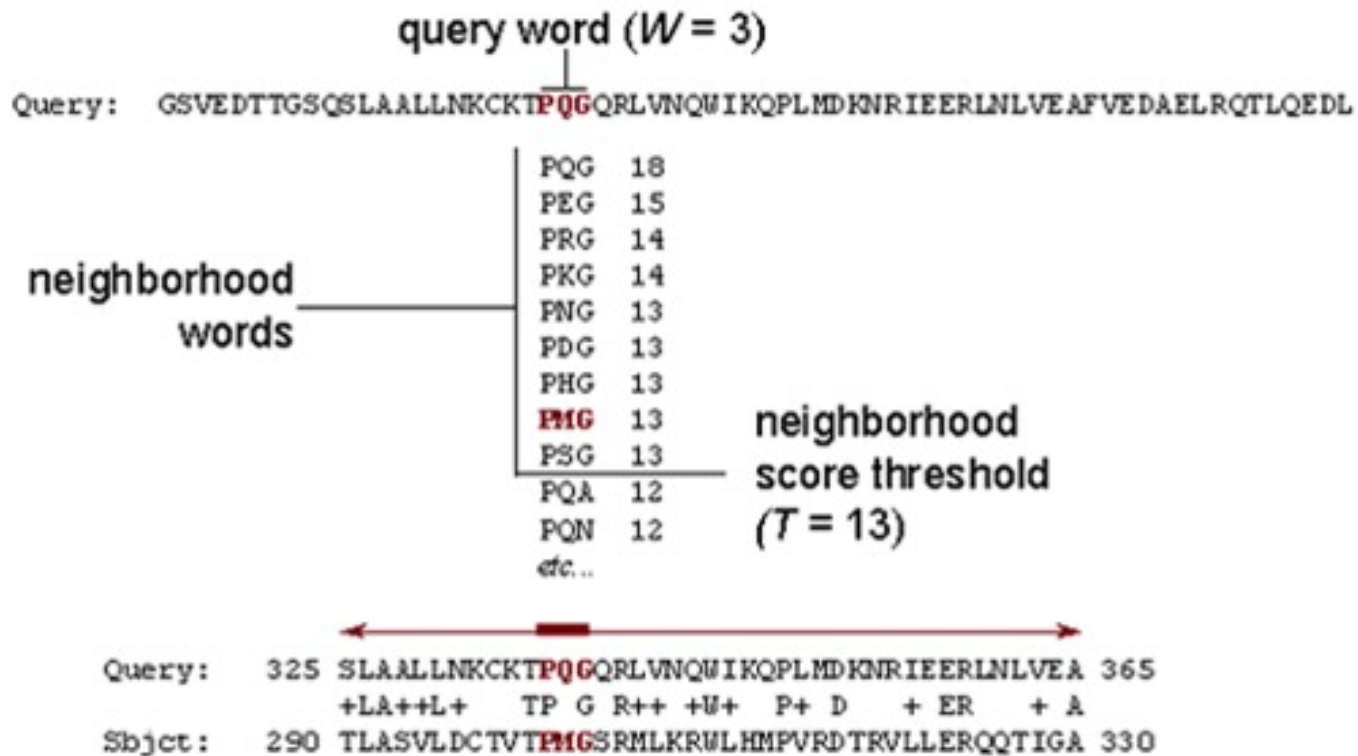 query word (W = 3)
Query: GSVEDTTGSQSLAALLNKCKTPQGQRLVNQWIKQPLMDKNRIEERLNLVEAFVEDAELRQTLQEDL
PQG 18
PEG 15
PRG 14
PKG 14
PNG 13
PDG 13
PHG 13
PMG 13
PSG 13
PQA 12
PQN 12
etc...
neighborhood
words
neighborhood
score threshold
(T = 13)
Query: 325 SLAALLNKCKTPQGQRLVNQWIKQPLMDKNRIEERLNLVEA 365
+LA++L+ TP G R++ +W+ P+ D + ER + A
Sbjct: 290 TLASVLDCTVTPMGSRMLKRWLHMPVRDTRVLLERQQTIGA 330